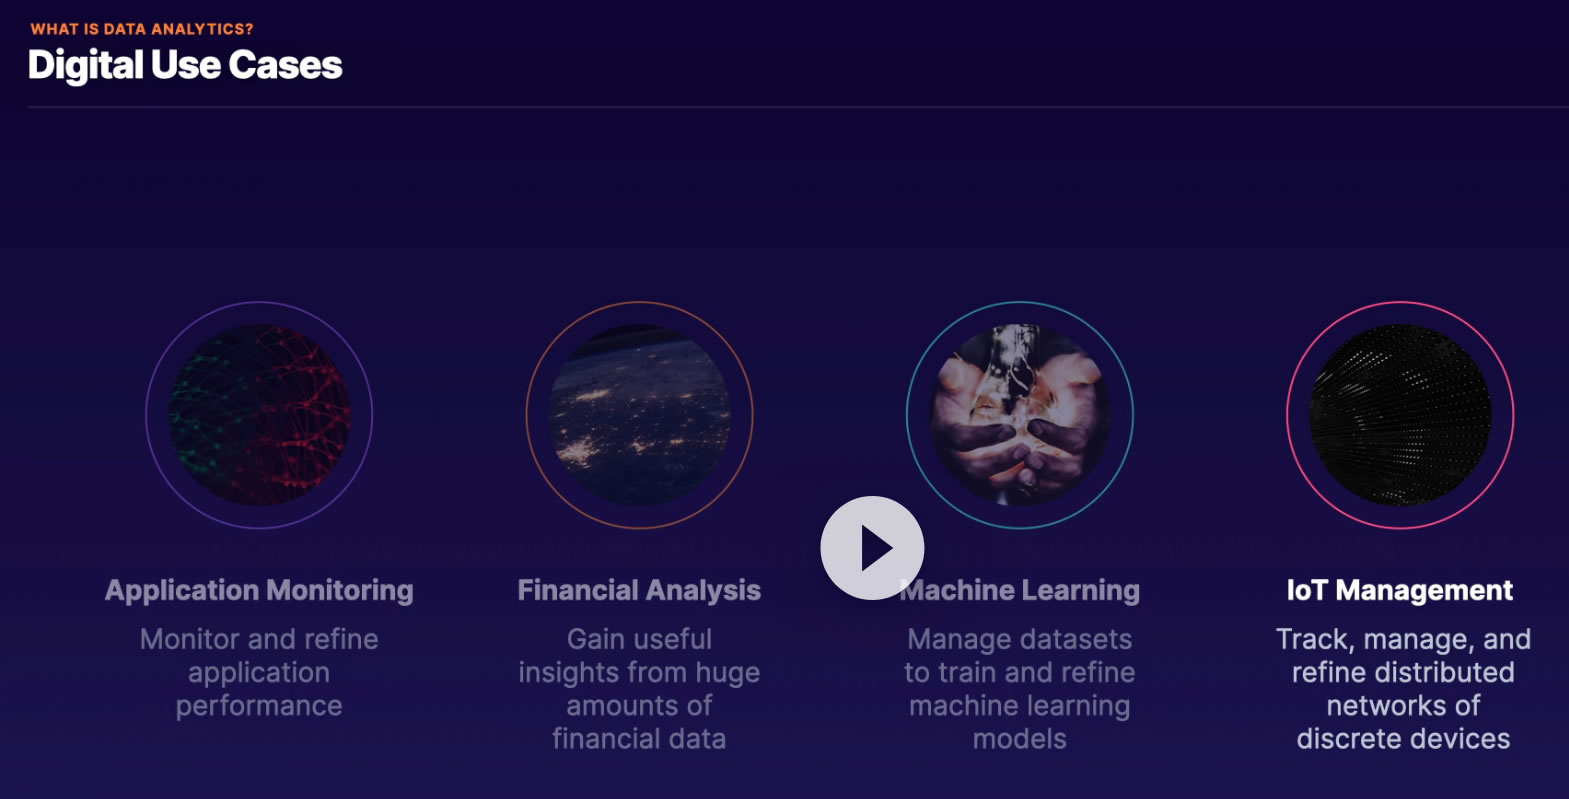 WHAT IS DATA ANALYTICS?
Digital Use Cases
Application Monitoring
Monitor and refine
application
performance
Financial Analysis
Gain useful
insights from huge
amounts of
financial data
Machine Learning
Manage datasets
to train and refine
machine learning
models
IoT Management
Track, manage, and
refine distributed
networks of
discrete devices